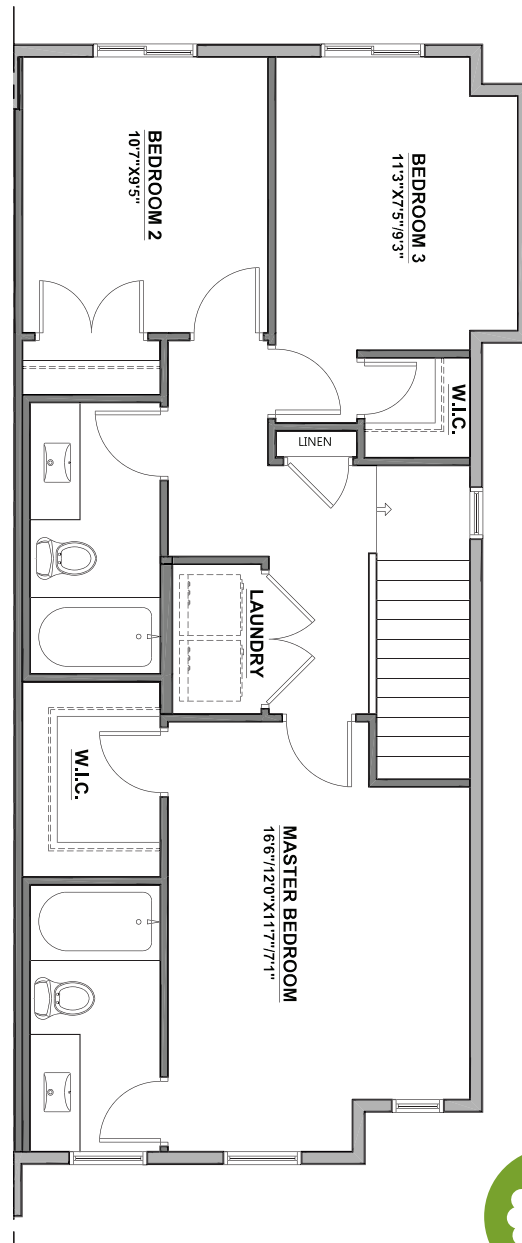 BEDROOM 2
10'7"X9'5"
BEDROOM 3
11'3"X7'5"/9'3"
W.I.C.
LINEN
LAUNDRY
W.I.C.
MASTER BEDROOM
16'6"/12'0"X11'7"/7'1"